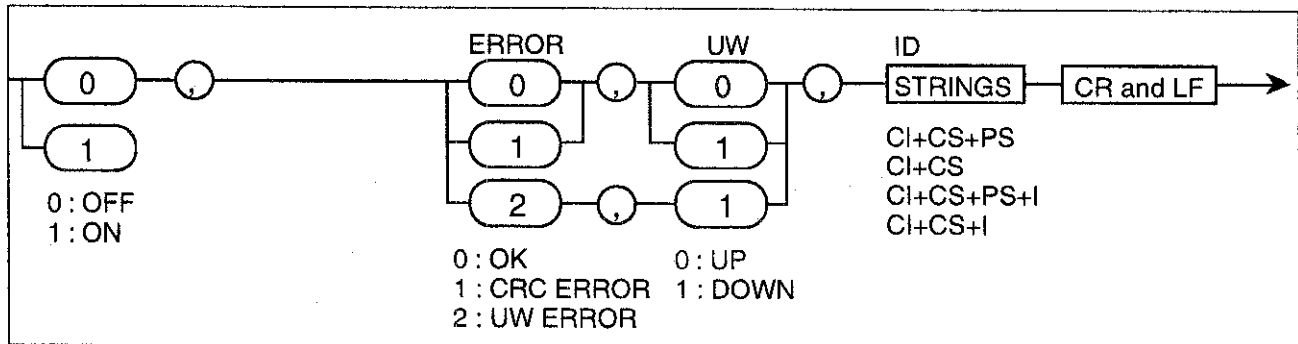 ERROR UW ID
0 , 0 , 0 , STRINGS CR and LF
1 1 1
2 , 1
0 : OFF
1 : ON
0 : OK
1 : CRC ERROR
2 : UW ERROR
0 : UP
1 : DOWN
CI+CS+PS
CI+CS
CI+CS+PS+I
CI+CS+I